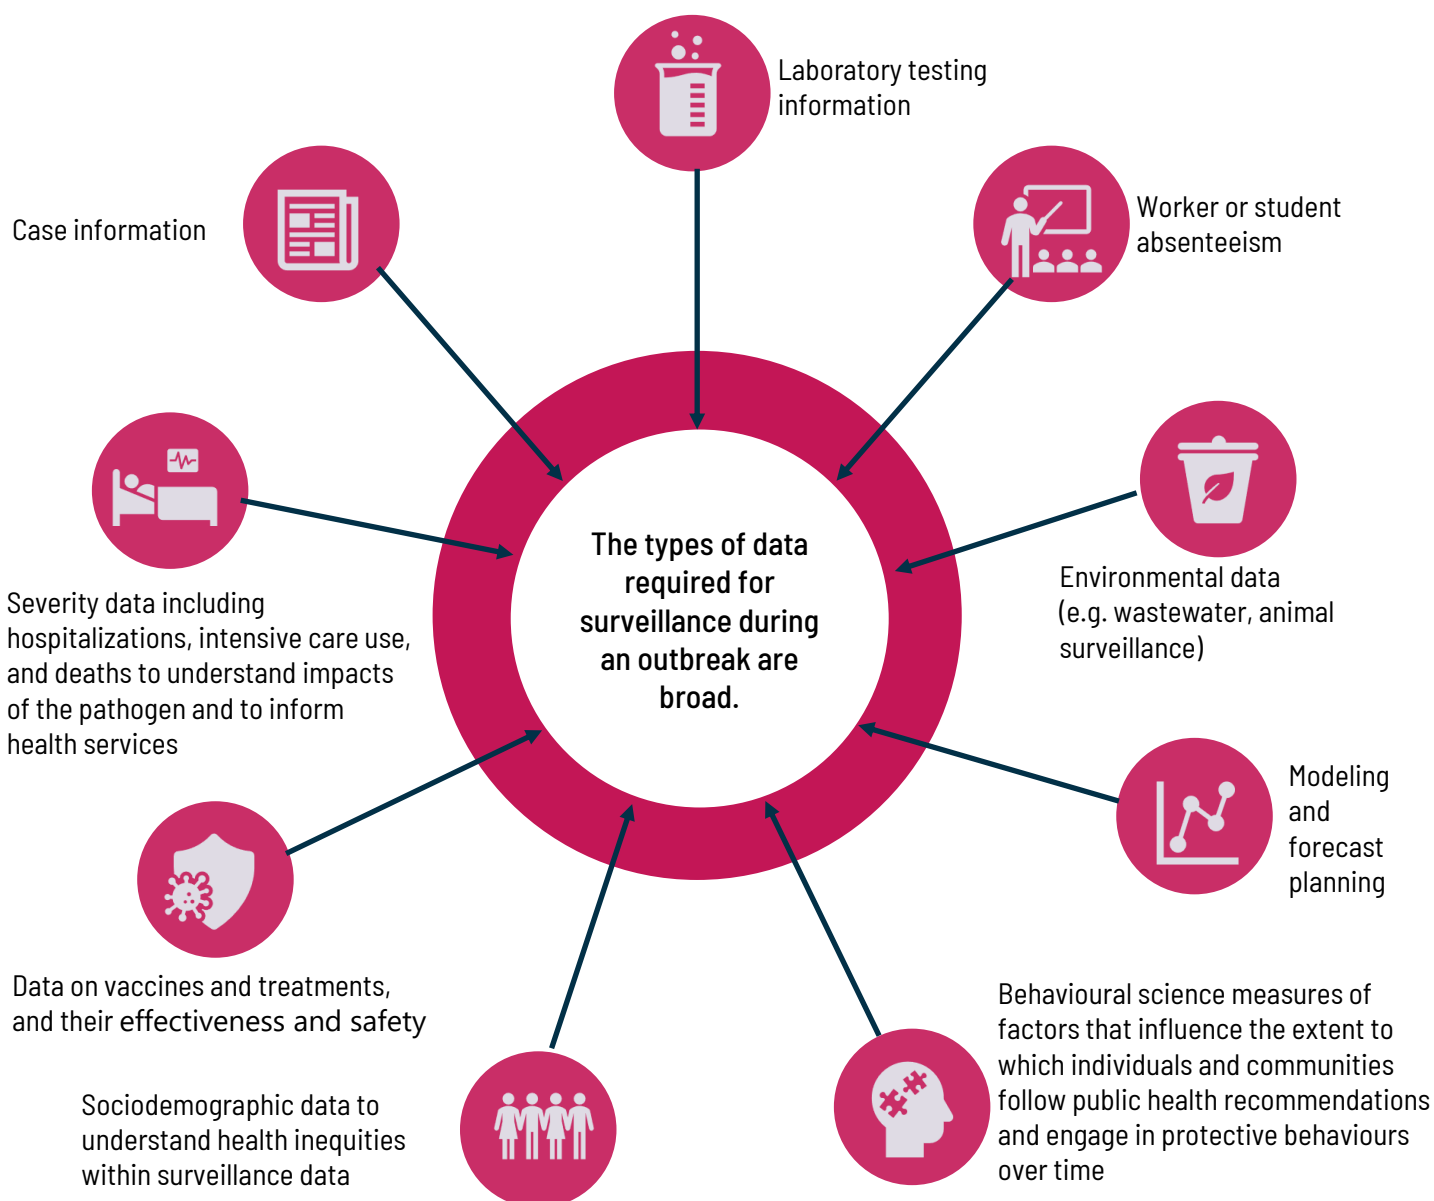 Laboratory testing
information
Worker or student
absenteeism
Case information
Environmental data
(e.g. wastewater, animal
surveillance)
The types of data
required for
surveillance during
an outbreak are
broad.
Severity data including
hospitalizations, intensive care use,
and deaths to understand impacts
of the pathogen and to inform
health services
Modeling
and
forecast
planning
Data on vaccines and treatments,
and their effectiveness and safety
Behavioural science measures of
factors that influence the extent to
which individuals and communities
follow public health recommendations
and engage in protective behaviours
over time
Sociodemographic data to
understand health inequities
within surveillance data